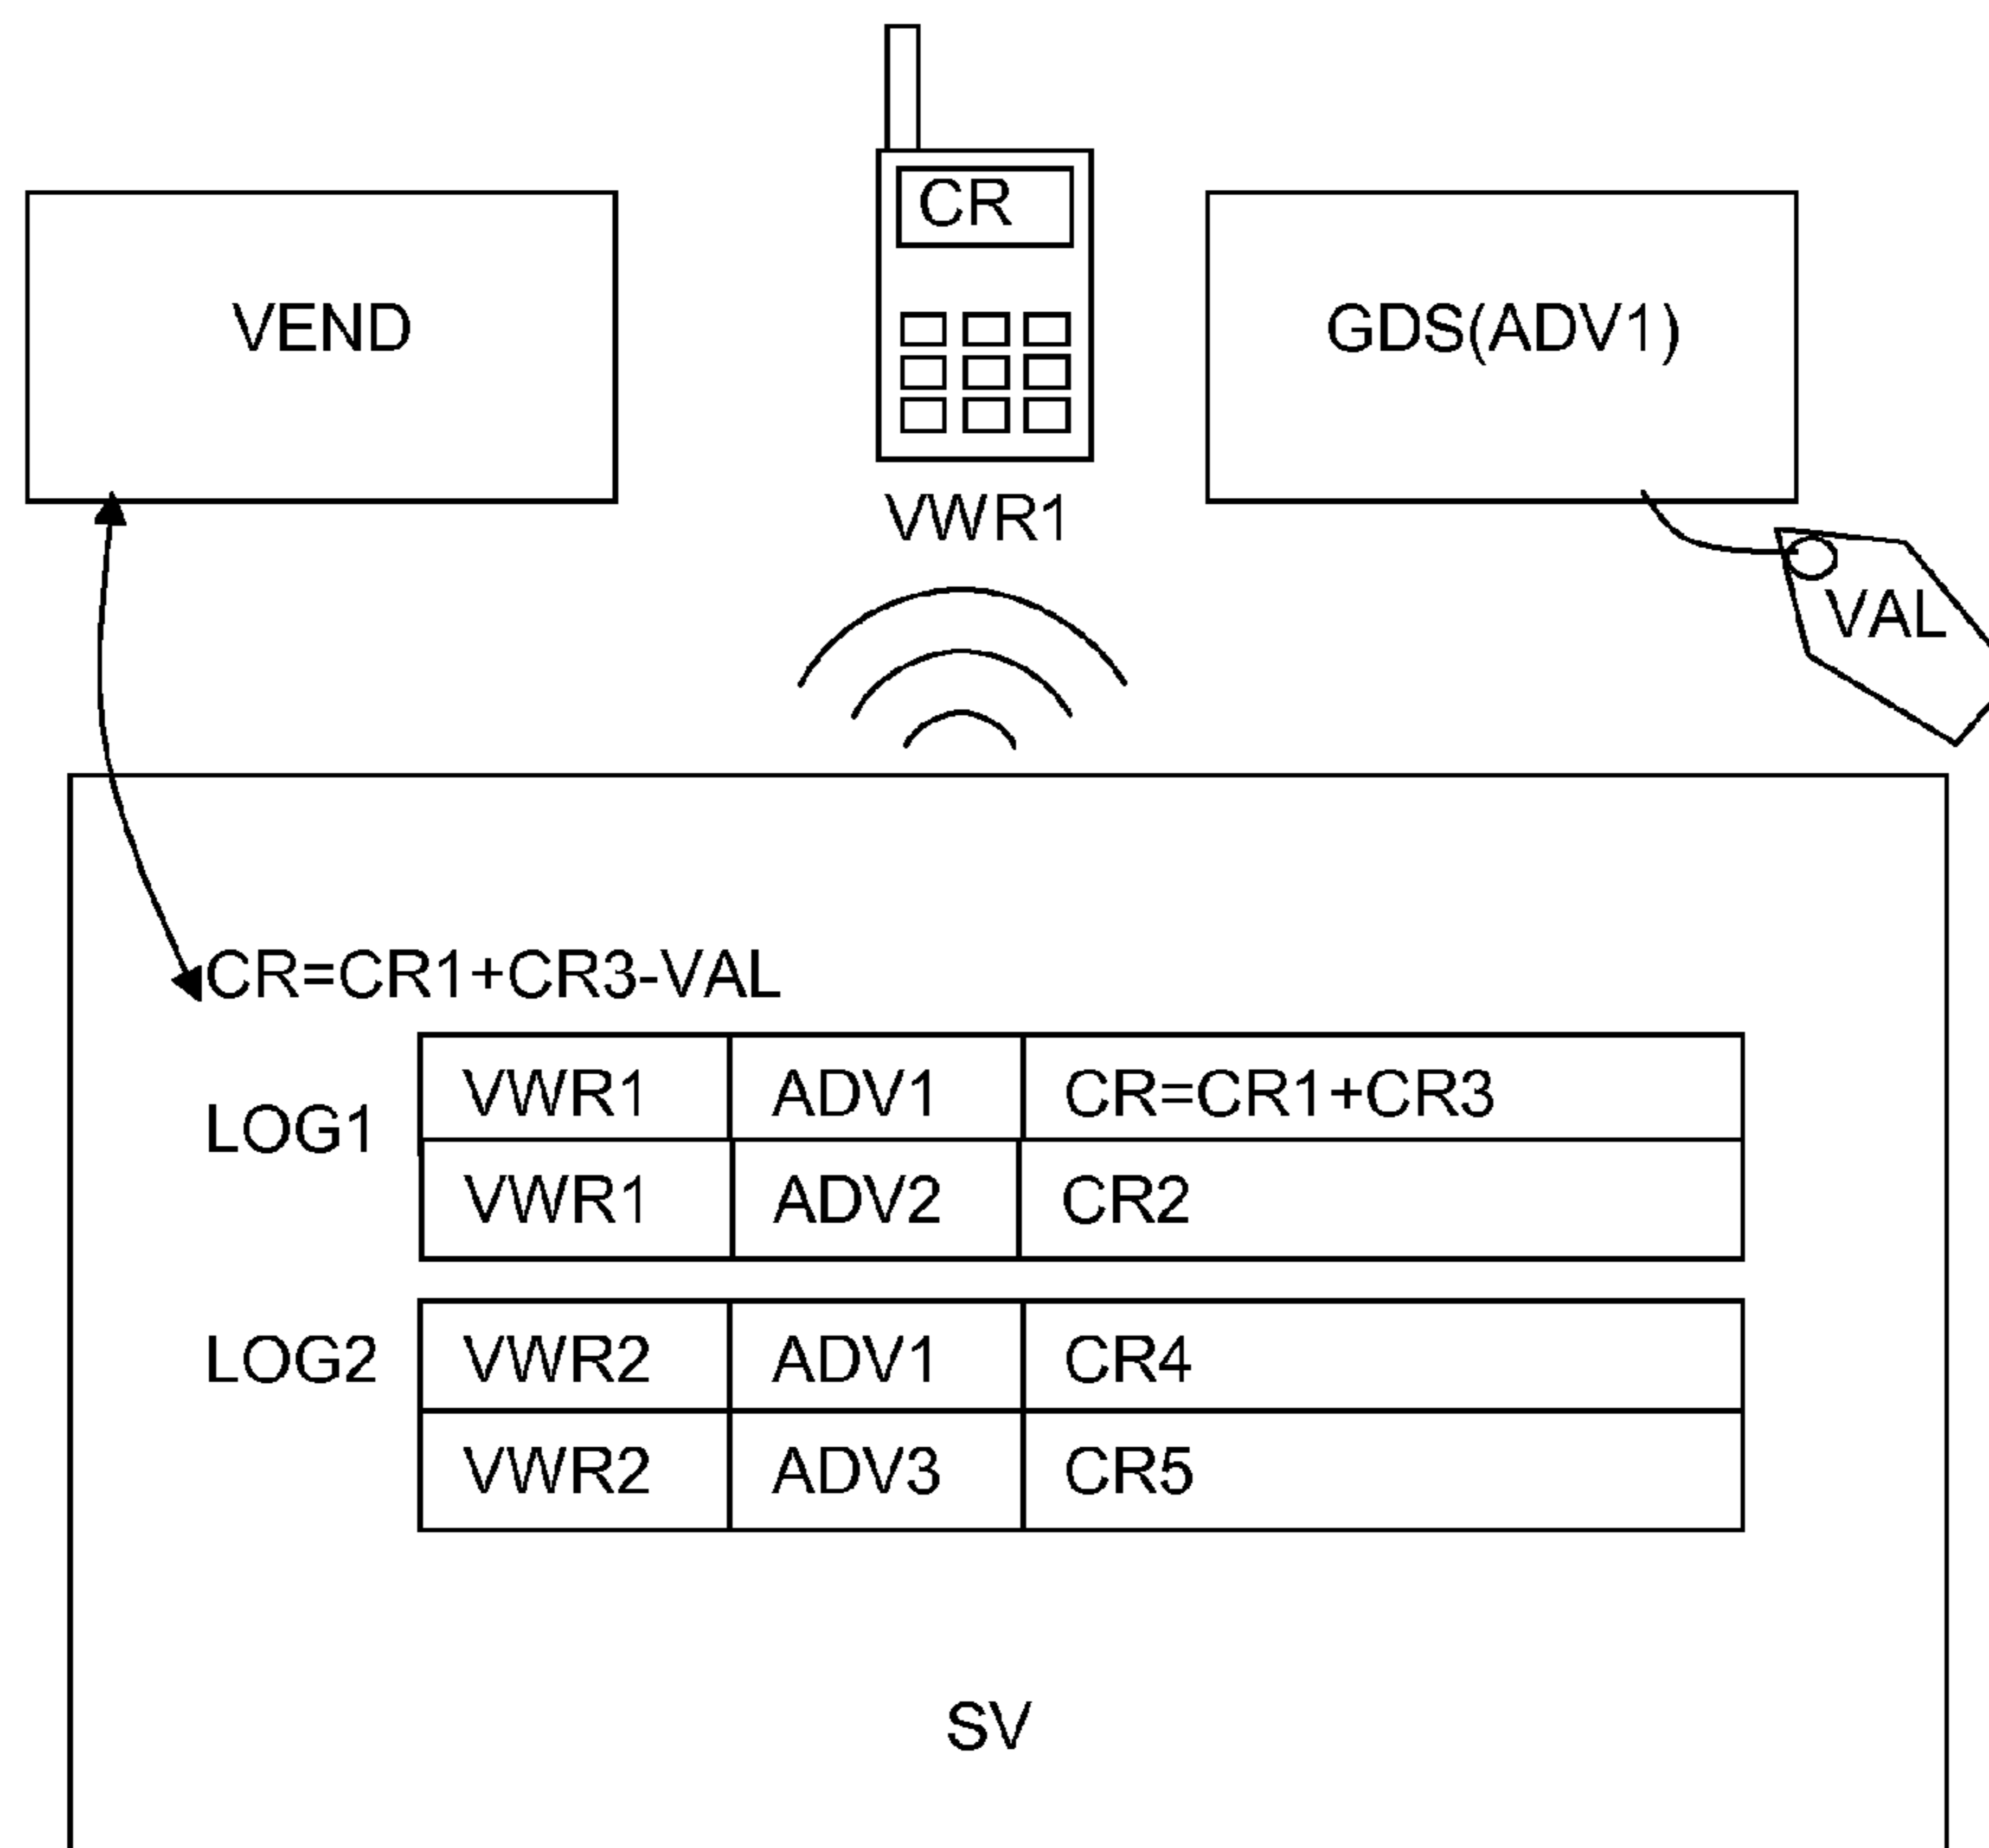 CR
VEND
GDS(ADV1)
VWR1
VAL
CR=CR1+CR3-VAL
LOG1
VWR1 ADV1 CR=CR1+CR3
VWR1 ADV2 CR2
LOG2
VWR2 ADV1 CR4
VWR2 ADV3 CR5
SV